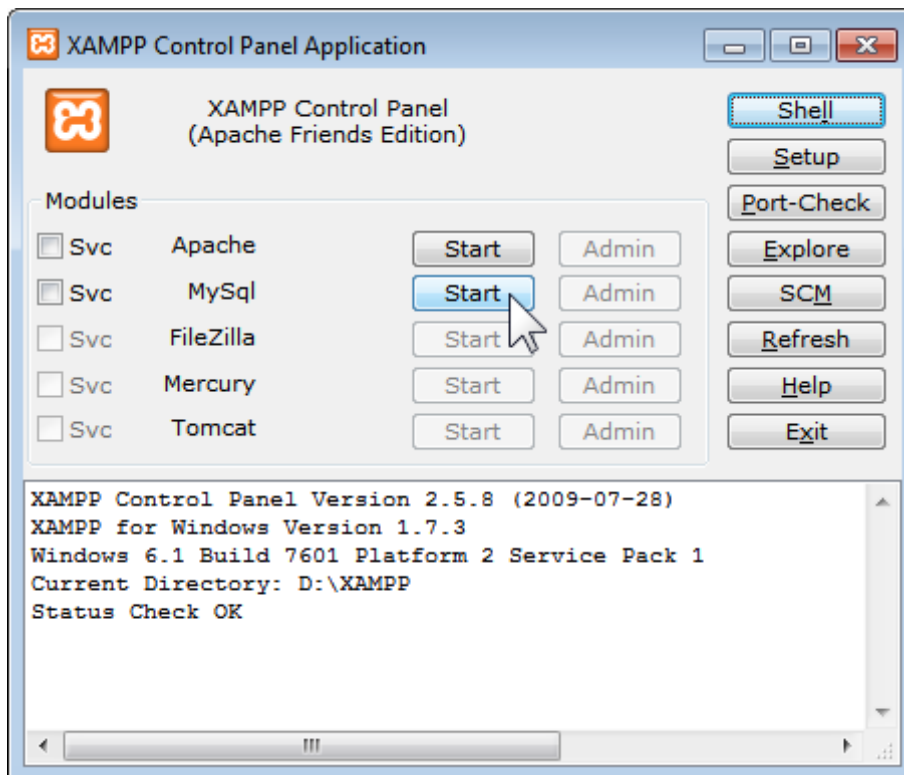 XAMPP Control Panel Application
XAMPP Control Panel
(Apache Friends Edition)
Shell
Setup
Port-Check
Explore
SCM
Refresh
Help
Exit
Modules
Svc Apache Start Admin
Svc MySql Start Admin
Svc FileZilla Start Admin
Svc Mercury Start Admin
Svc Tomcat Start Admin
XAMPP Control Panel Version 2.5.8 (2009-07-28)
XAMPP for Windows Version 1.7.3
Windows 6.1 Build 7601 Platform 2 Service Pack 1
Current Directory: D:\XAMPP
Status Check OK